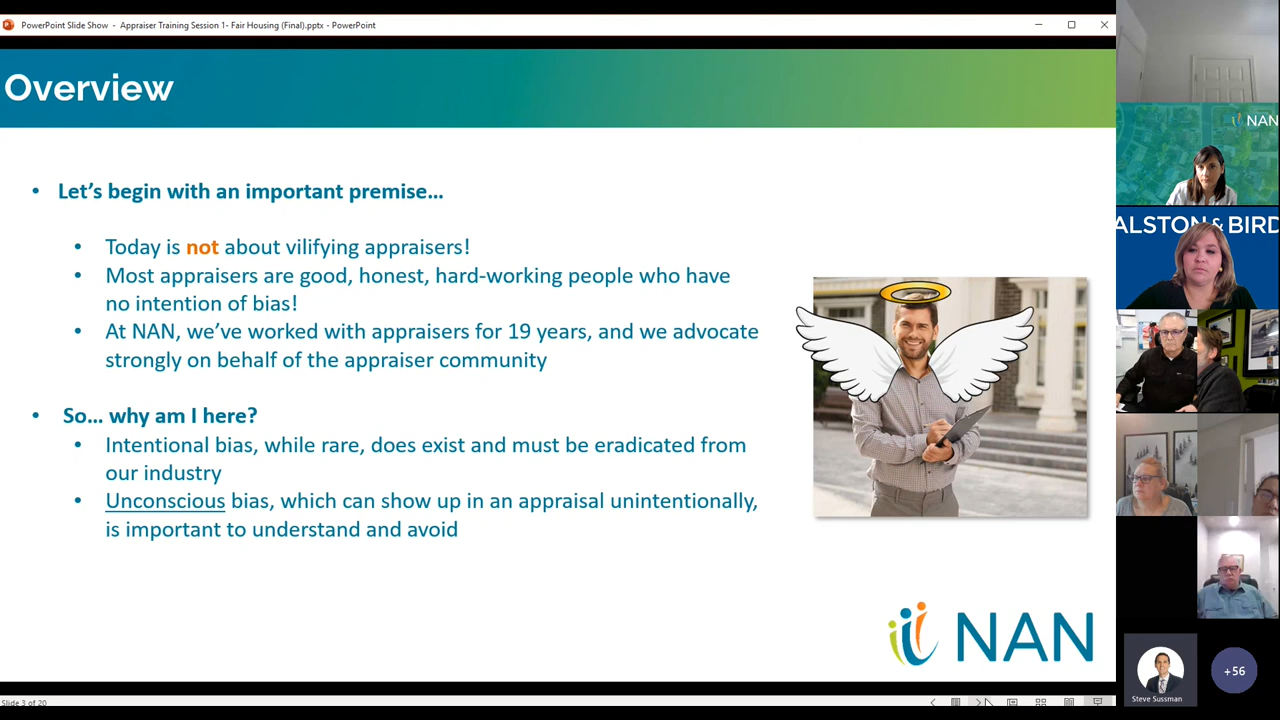 PowerPoint Slide Show - Appraiser Training Session 1- Fair Housing (Final).pptx - PowerPoint
Overview
• Let's begin with an important premise…
• Today is not about vilifying appraisers!
• Most appraisers are good, honest, hard-working people who have
no intention of bias!
• At NAN, we've worked with appraisers for 19 years, and we advocate
strongly on behalf of the appraiser community
• So… why am I here?
• Intentional bias, while rare, does exist and must be eradicated from
our industry
• Unconscious bias, which can show up in an appraisal unintentionally,
is important to understand and avoid
NAN
Slide 3 of 20
NAN
ALSTON & BIRD
Steve Sussman
+56